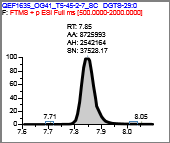 QEF1635_OG41_T5-45-2-7_SC DGT8-29:0
F: FTMS + p ESI Full ms [500.0000-2000.0000]
RT: 7.85
AA: 8725993
AH: 2542164
SN: 37528.17
100
80
60
40
20
0
7.71
8.05
7.6 7.8 8.0